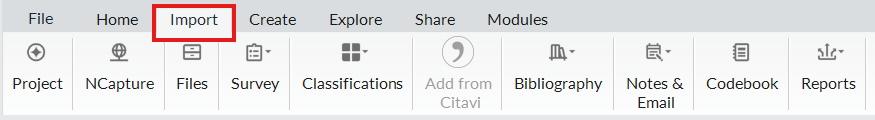 File Home Import Create Explore Share Modules
Project NCapture Files Survey Classifications Add from Citavi Bibliography Notes & Email Codebook Reports